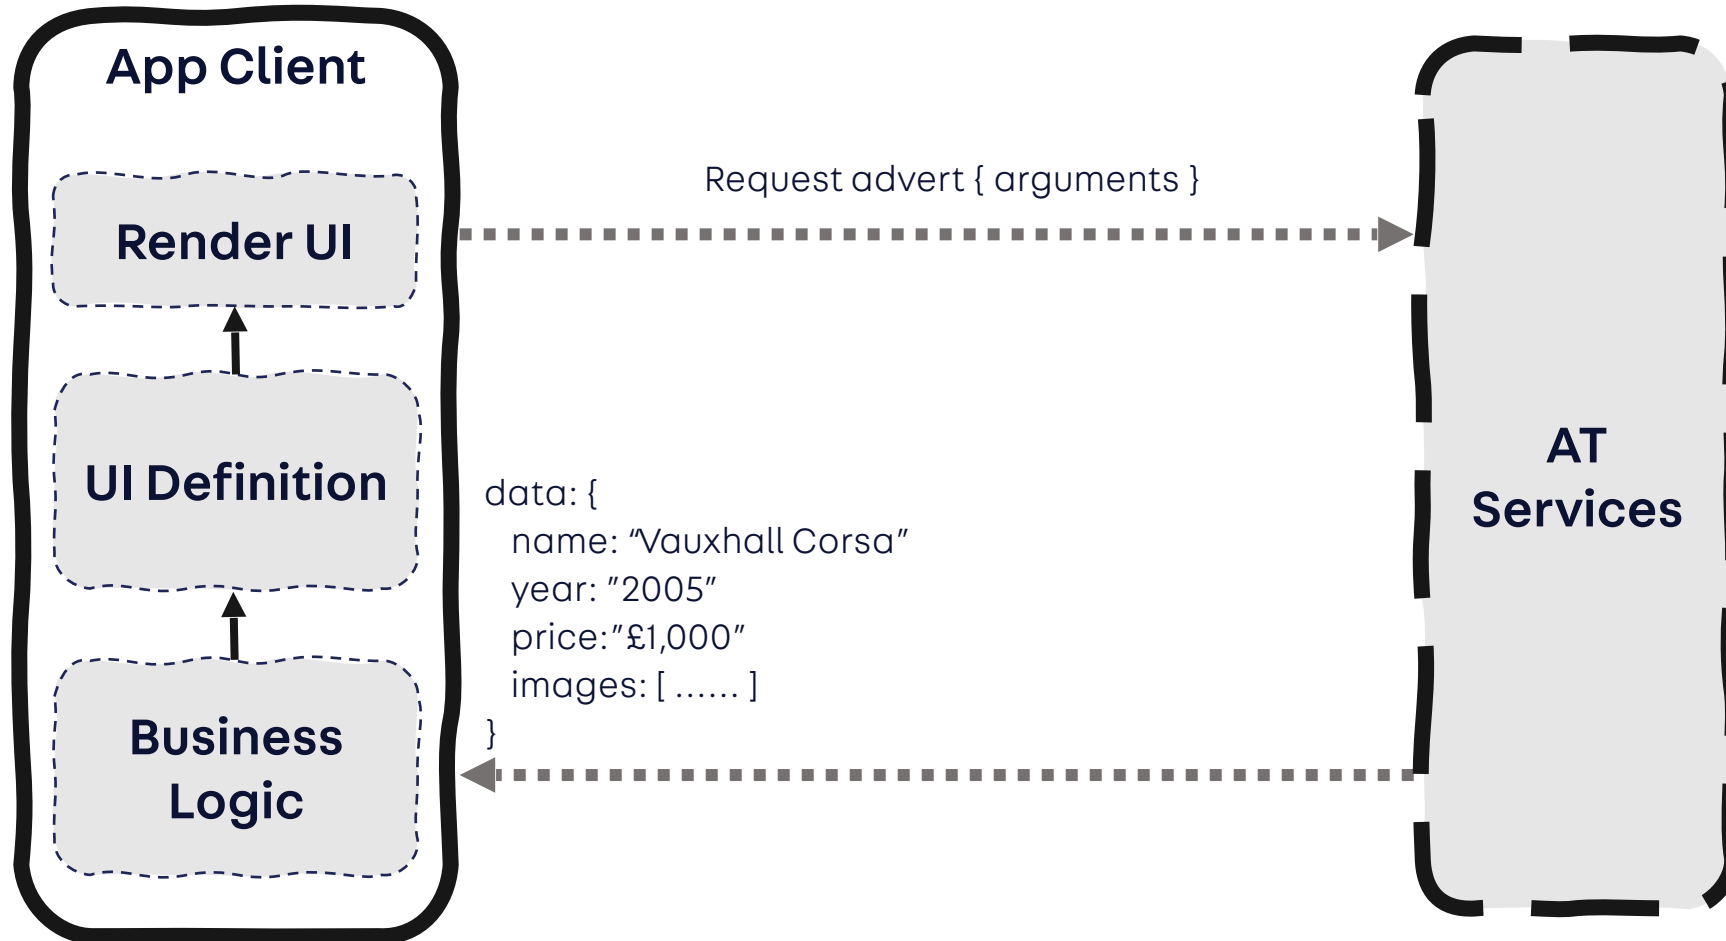 App Client
Render UI
UI Definition
Business
Logic
Request advert { arguments }
data: {
name: “Vauxhall Corsa”
year: ”2005”
price:”£1,000”
images: [ ...... ]
}
AT
Services